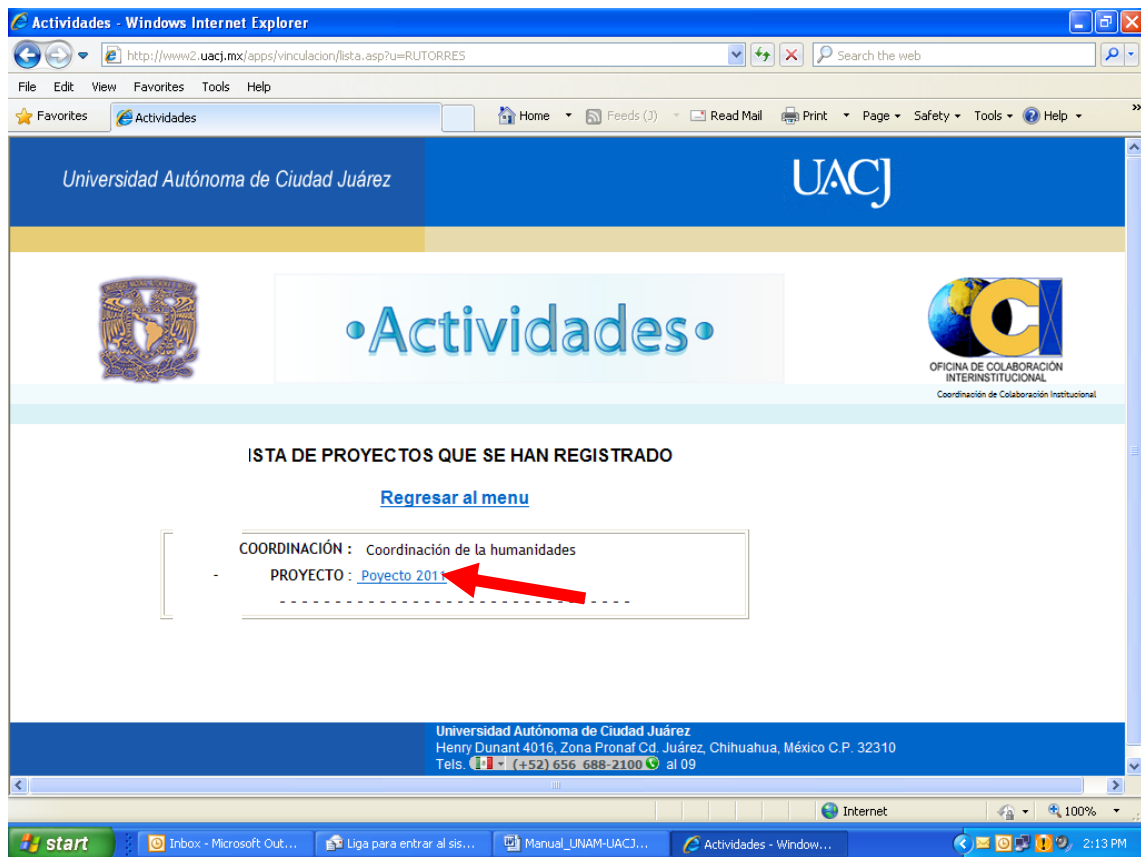 Actividades - Windows Internet Explorer
http://www2.uacj.mx/apps/vinculacion/lista.asp?u=RUTORRES
Search the web
File Edit View Favorites Tools Help
Favorites Actividades Home Feeds (J) Read Mail Print Page Safety Tools Help »
Universidad Autónoma de Ciudad Juárez UACJ
•Actividades•
OCI
OFICINA DE COLABORACIÓN
INTERINSTITUCIONAL
Coordinación de Colaboración Institucional
ISTA DE PROYECTOS QUE SE HAN REGISTRADO
Regresar al menu
COORDINACIÓN : Coordinación de la humanidades
- PROYECTO : Poyecto 2011
- - - - - - - - - - - - - - - - - - - - - - - - - - - - - - - -
Universidad Autónoma de Ciudad Juárez
Henry Dunant 4016, Zona Pronaf Cd. Juárez, Chihuahua, México C.P. 32310
Tels. (+52) 656 688-2100 al 09
Internet 100%
start Inbox - Microsoft Out... Liga para entrar al sis... Manual_UNAM-UACJ... Actividades - Window... 2:13 PM